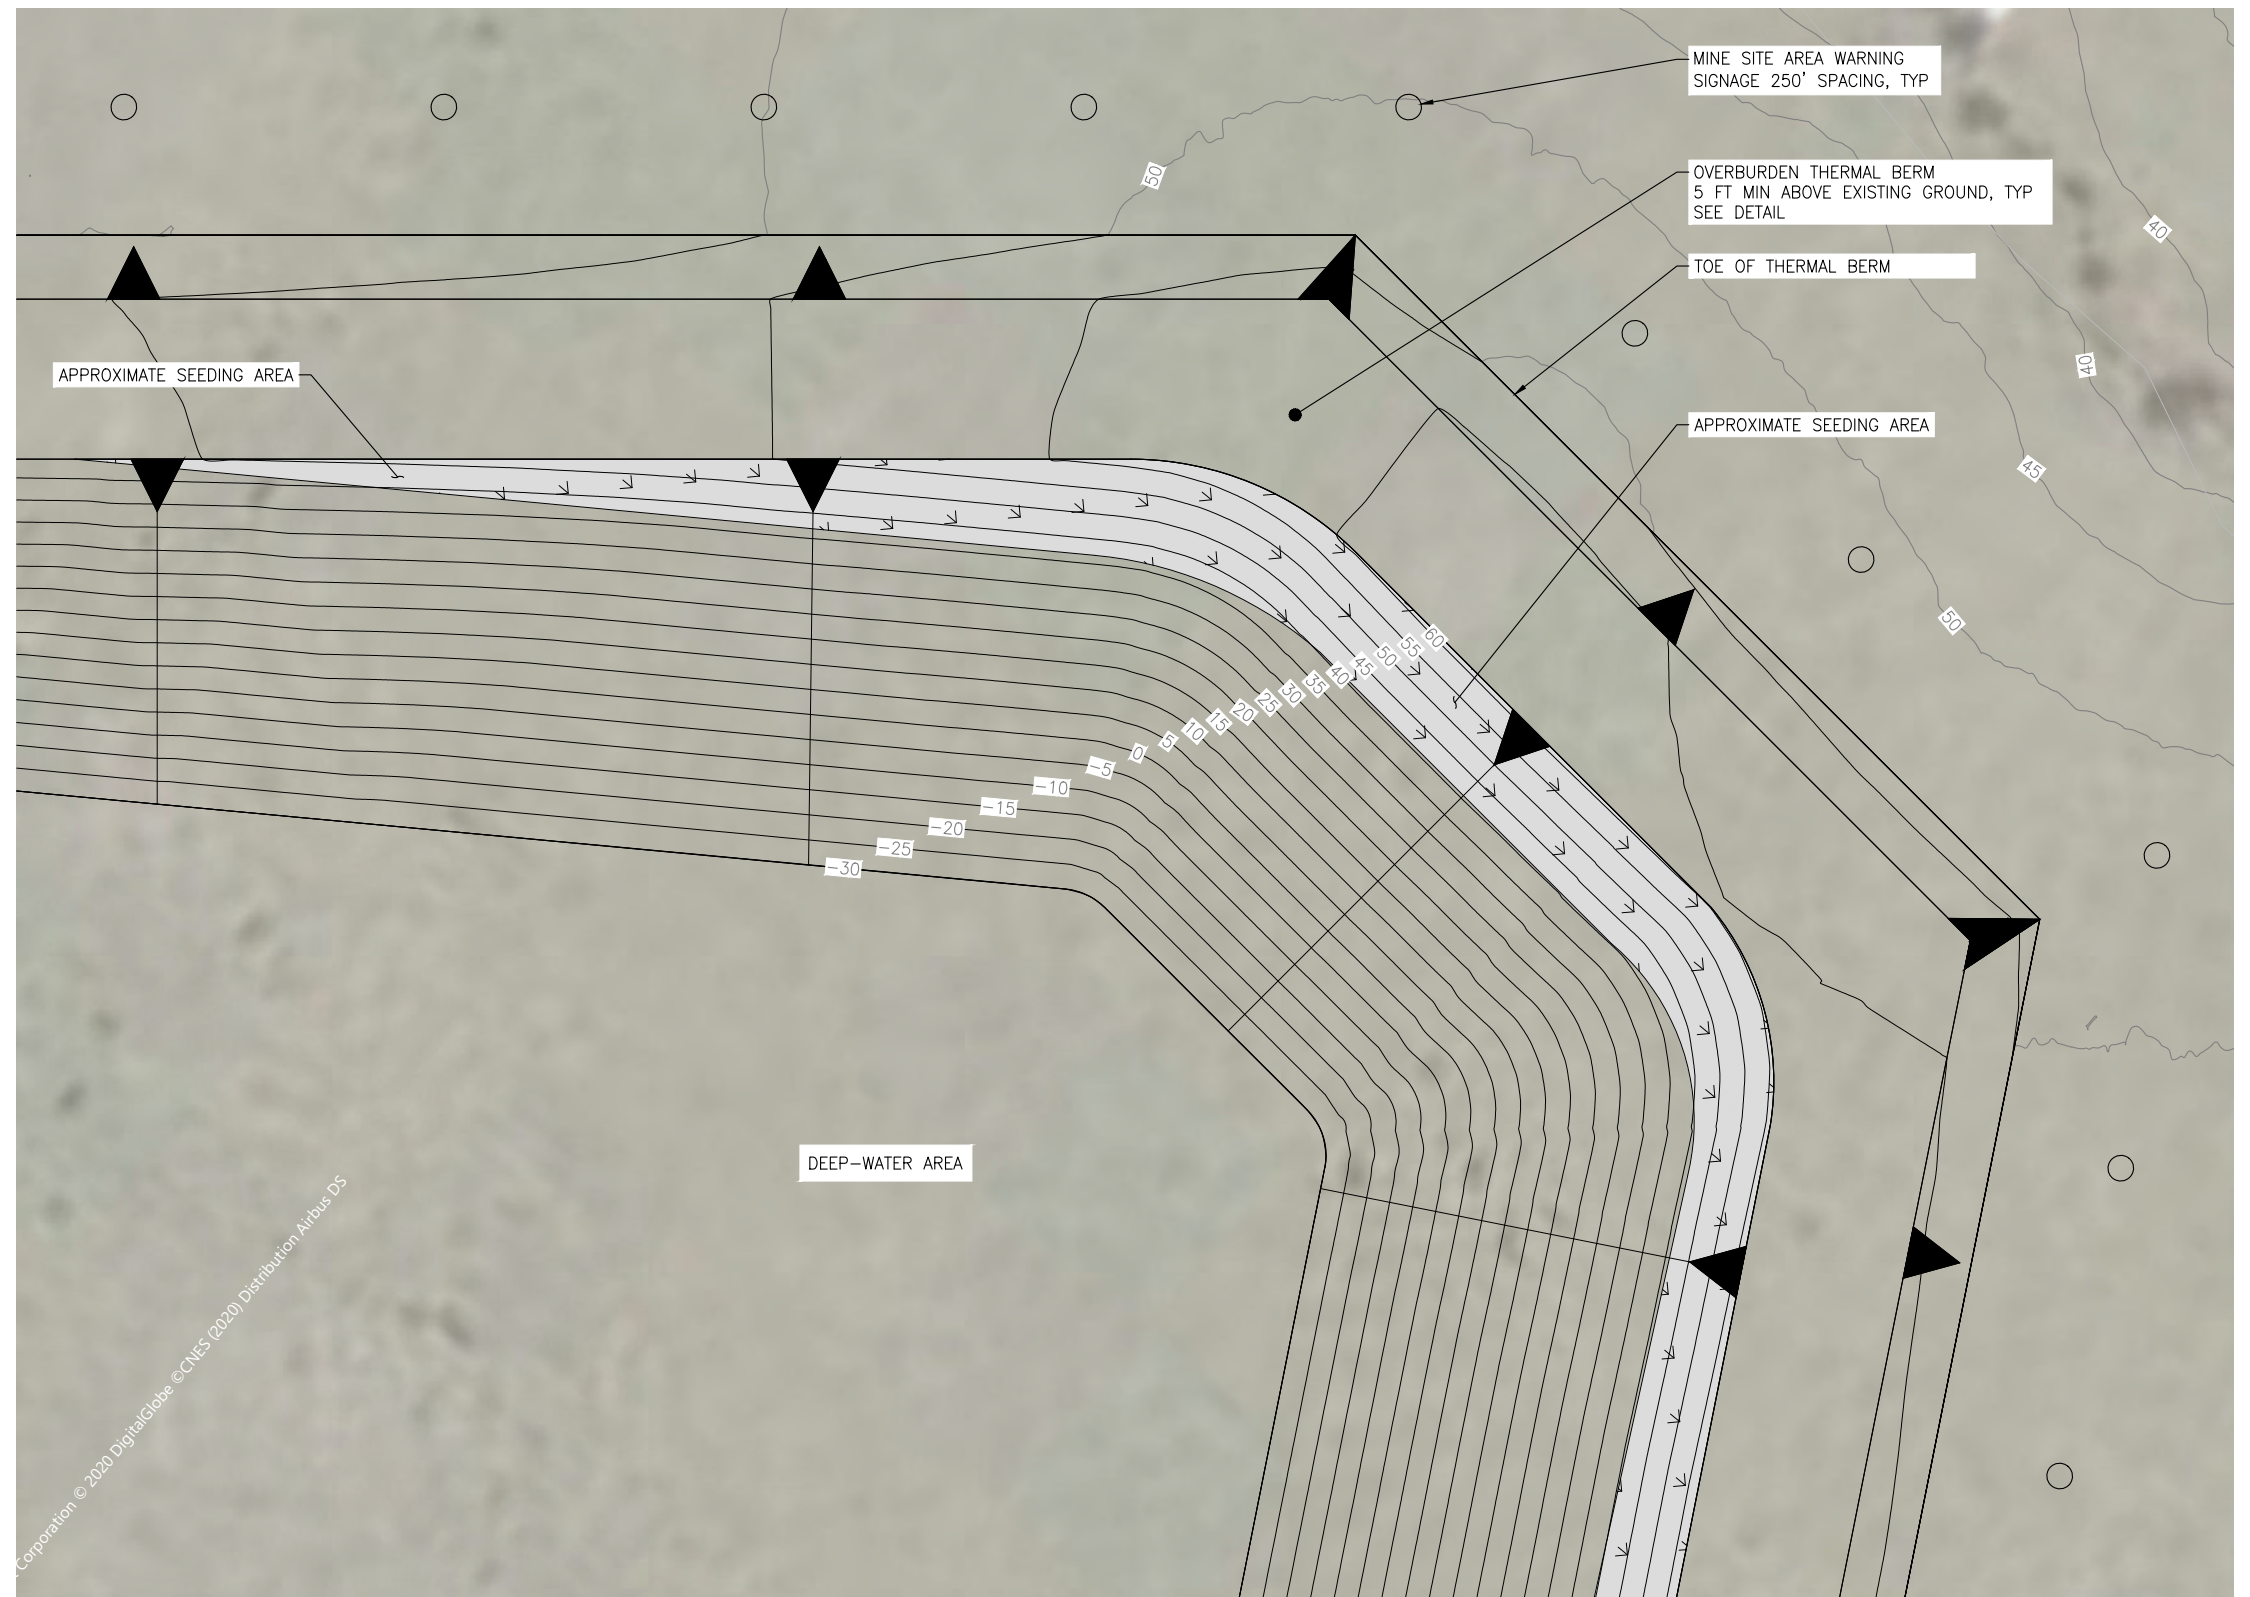 MINE SITE AREA WARNING
SIGNAGE 250' SPACING, TYP
50
OVERBURDEN THERMAL BERM
5 FT MIN ABOVE EXISTING GROUND, TYP
SEE DETAIL
40
TOE OF THERMAL BERM
40
APPROXIMATE SEEDING AREA
APPROXIMATE SEEDING AREA
45
50
60
55
50
45
40
35
30
25
20
15
10
5
0
-5
-10
-15
-20
-25
-30
DEEP-WATER AREA
Corporation © 2020 DigitalGlobe ©CNES (2020) Distribution Airbus DS